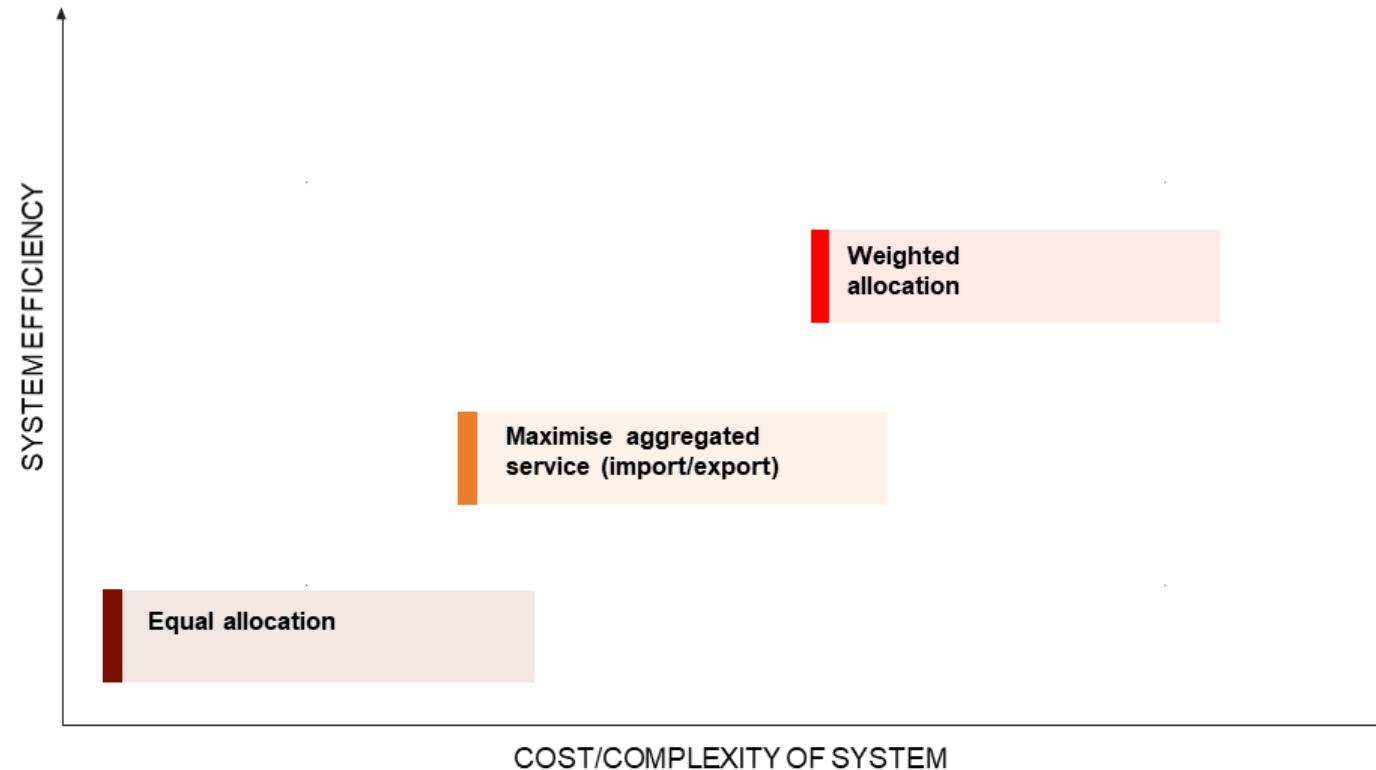 SYSTEM EFFICIENCY
Weighted
allocation
Maximise aggregated
service (import/export)
Equal allocation
COST/COMPLEXITY OF SYSTEM